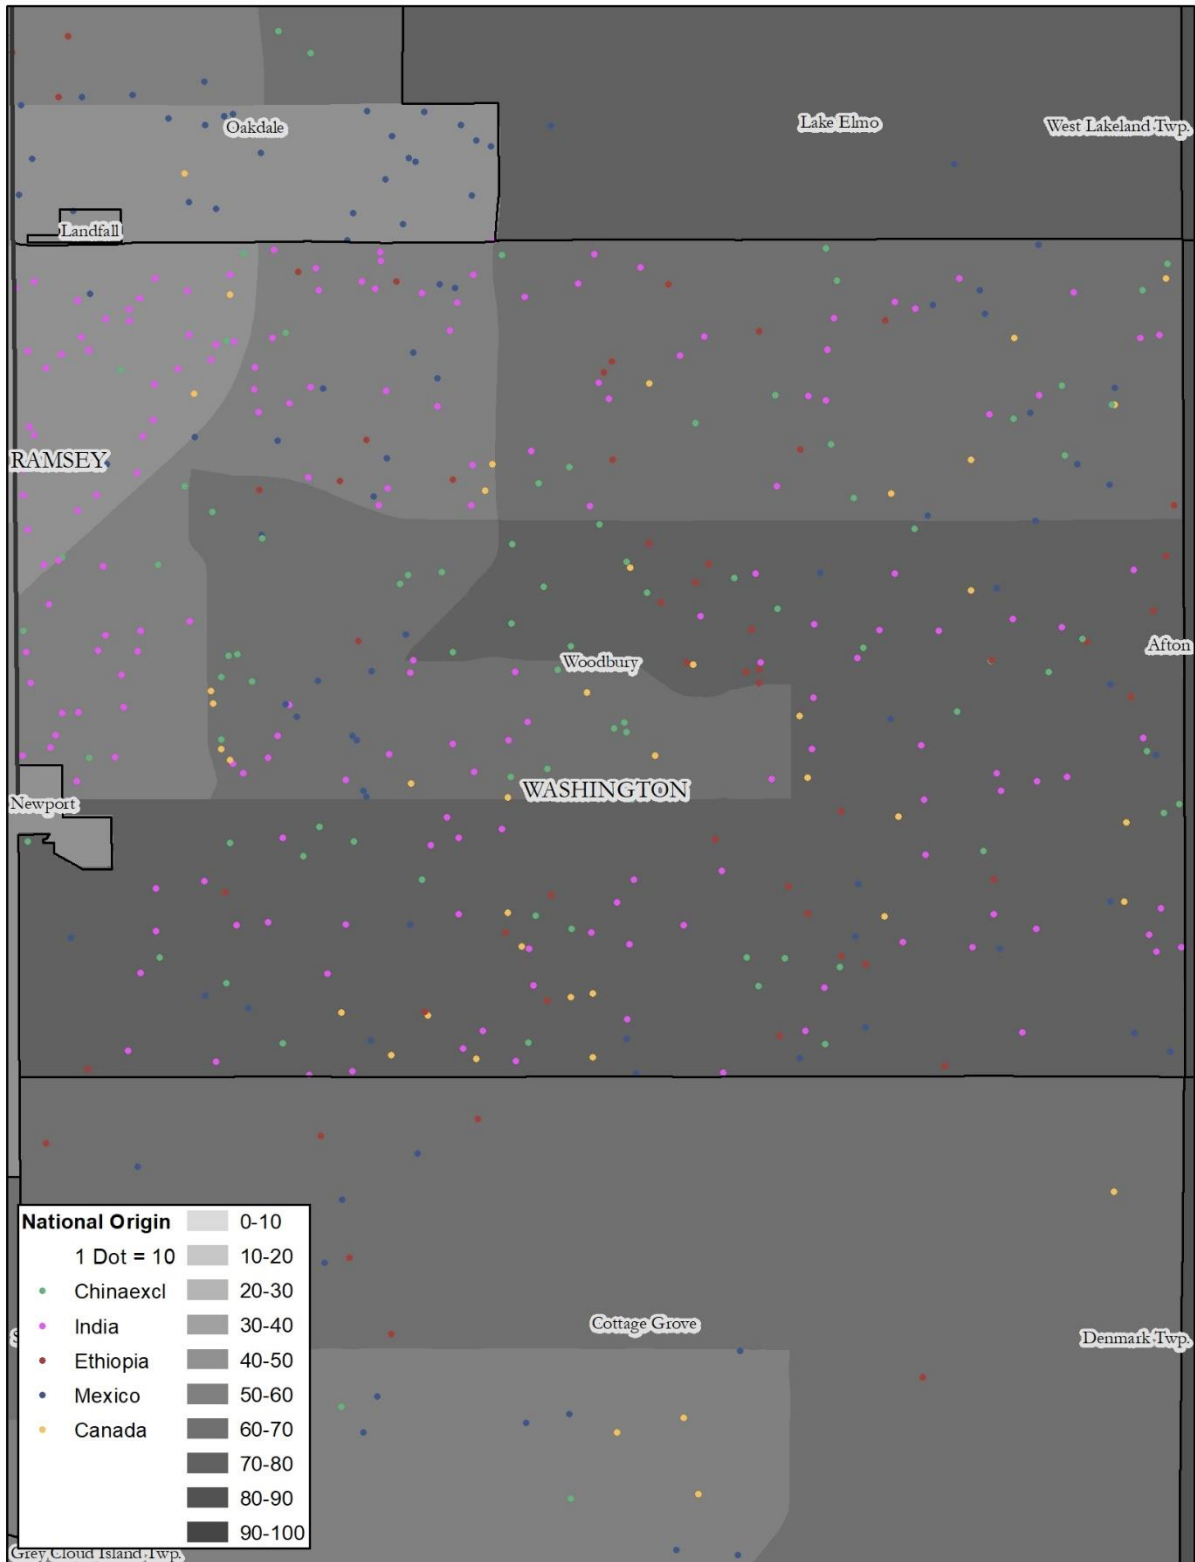 Oakdale
Lake Elmo
West Lakeland Twp.
Landfall
RAMSEY
Woodbury
Afton
WASHINGTON
Newport
National Origin
1 Dot = 10
Chinaexcl
India
Ethiopia
Mexico
Canada
0-10
10-20
20-30
30-40
40-50
50-60
60-70
70-80
80-90
90-100
Cottage Grove
Denmark Twp.
Grey Cloud Island Twp.